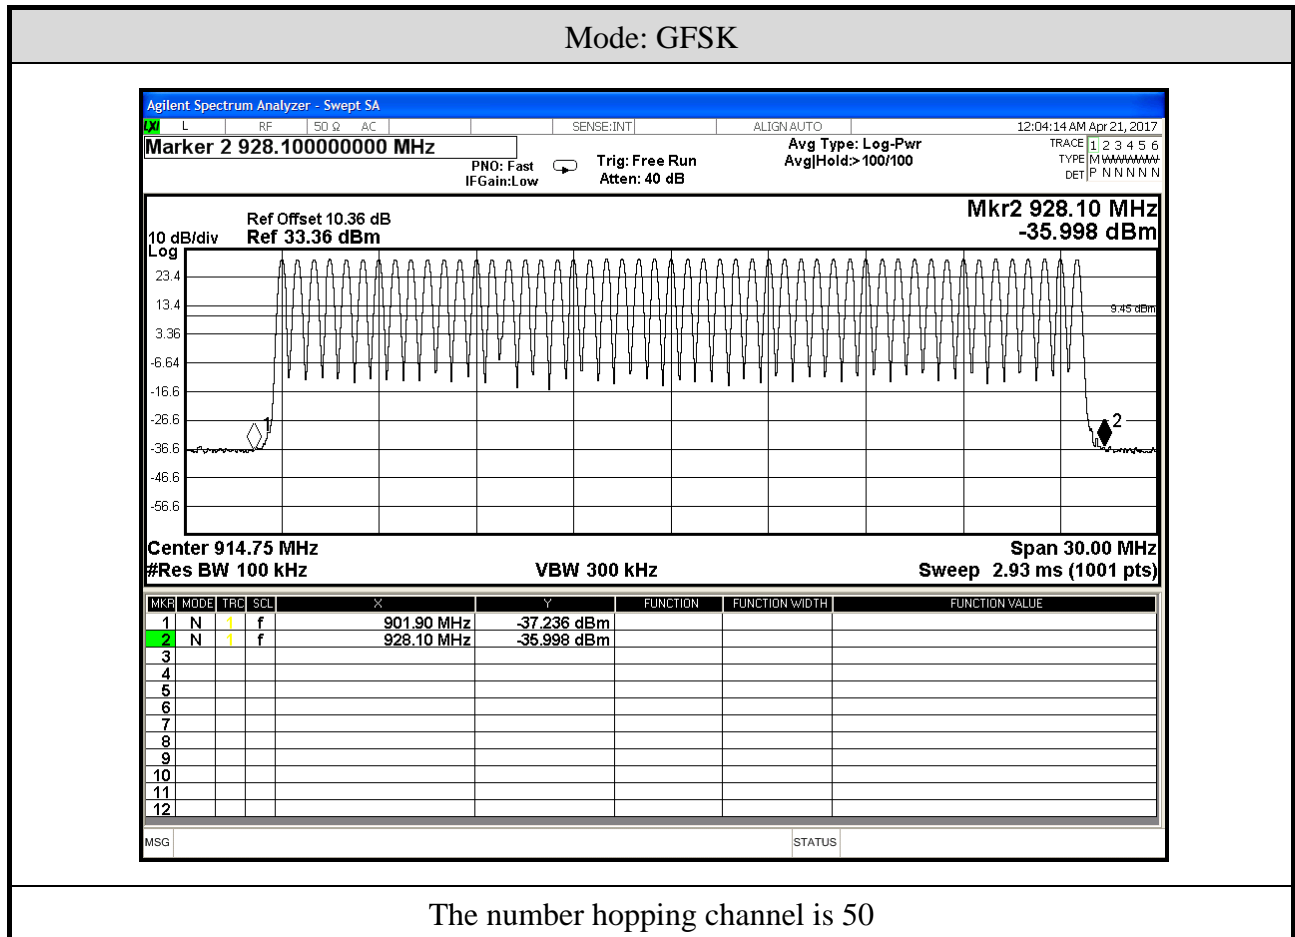 Mode: GFSK
Agilent Spectrum Analyzer - Swept SA
LXI L RF 50 Ω AC SENSE:INT ALIGN AUTO 12:04:14 AM Apr 21, 2017
Marker 2 928.100000000 MHz
PNO: Fast
IFGain:Low
Trig: Free Run
Atten: 40 dB
Avg Type: Log-Pwr
Avg|Hold:> 100/100
TRACE 1 2 3 4 5 6
TYPE M
DET P N N N N N
Ref Offset 10.36 dB
Ref 33.36 dBm
10 dB/div
Log
Mkr2 928.10 MHz
-35.998 dBm
23.4
13.4
9.45 dBm
3.36
-6.64
-16.6
-26.6
1
2
-36.6
-46.6
-56.6
Center 914.75 MHz Span 30.00 MHz
#Res BW 100 kHz VBW 300 kHz Sweep 2.93 ms (1001 pts)
MKR MODE TRC SCL X Y FUNCTION FUNCTION WIDTH FUNCTION VALUE
1 N 1 f 901.90 MHz -37.236 dBm
2 N 1 f 928.10 MHz -35.998 dBm
3
4
5
6
7
8
9
10
11
12
MSG STATUS
The number hopping channel is 50